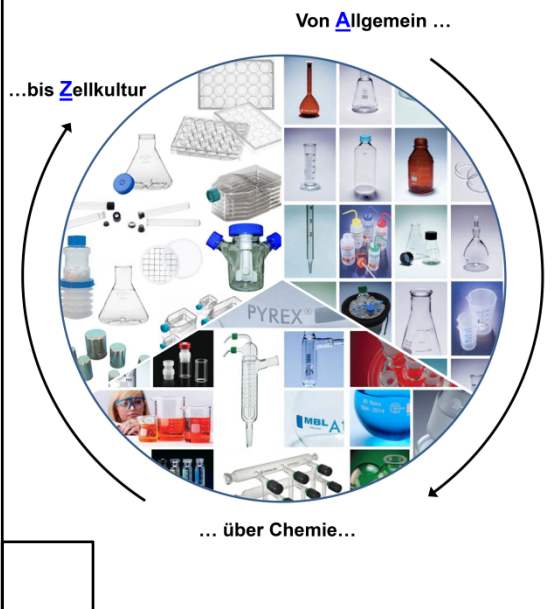 Von Allgemein …
…bis Zellkultur
PYREX®
MBL A
… über Chemie…